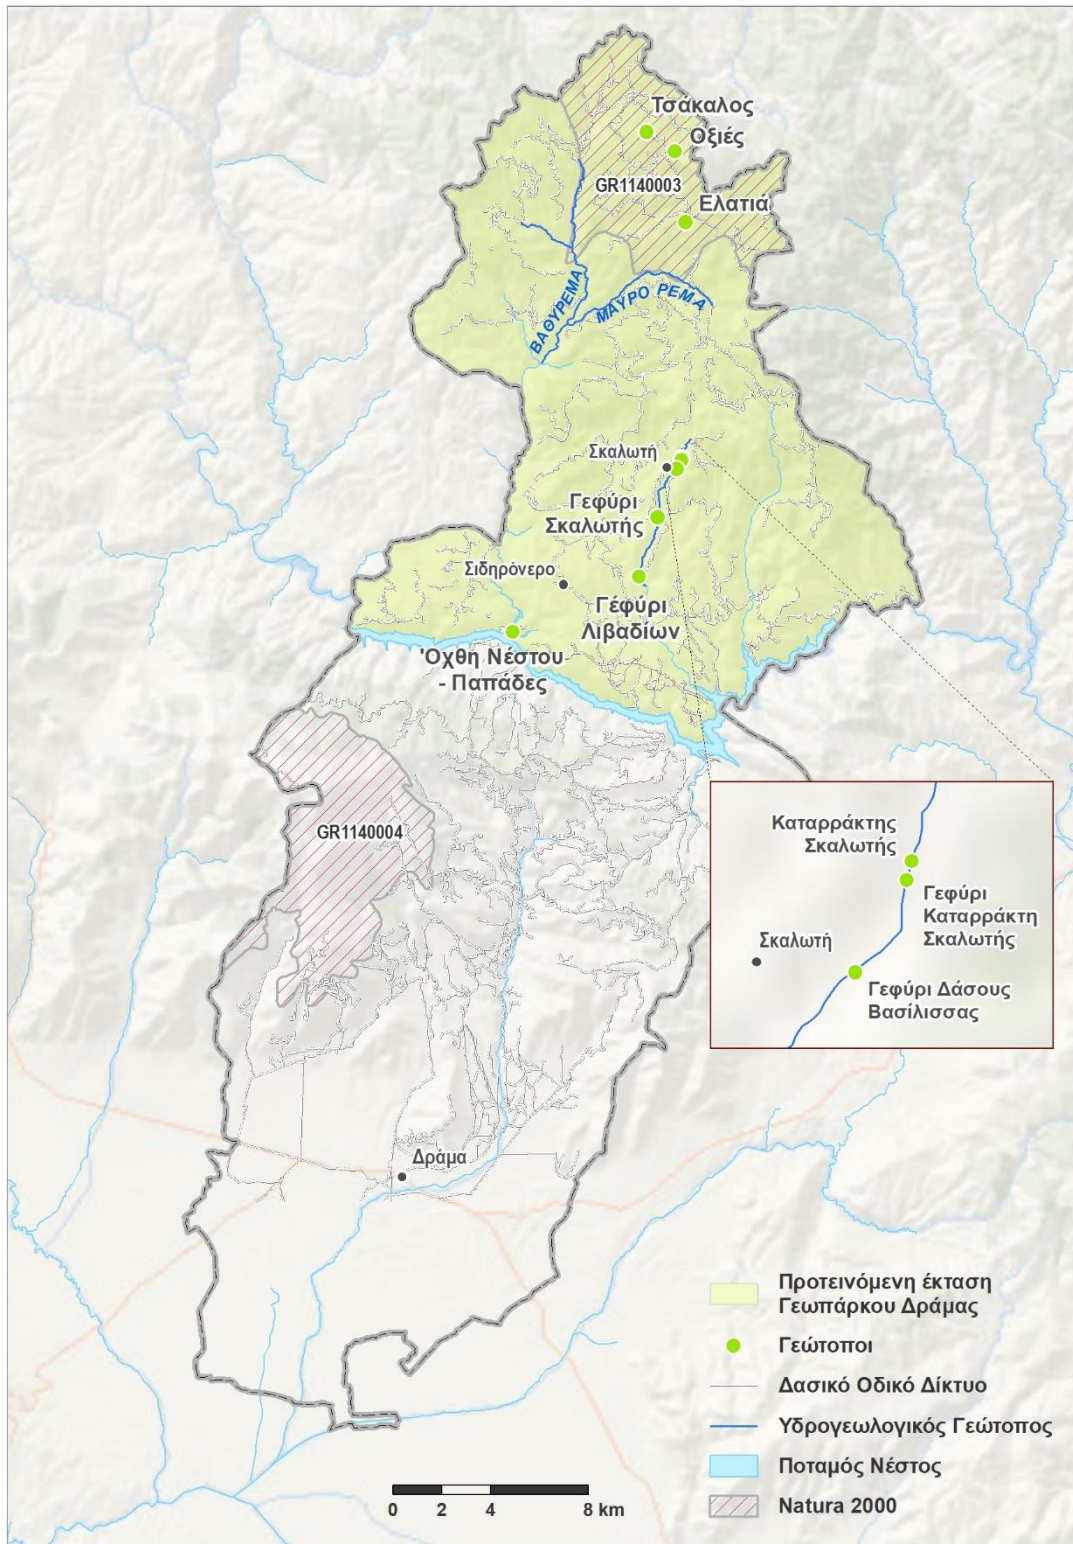 Τσάκαλος
Οξιές
GR1140003
Ελατιά
ΒΑΘΥΡΕΜΑ
ΜΑΥΡΟ ΡΕΜΑ
Σκαλωτή
Γεφύρι
Σκαλωτής
Σιδηρόνερο
Γέφύρι
Λιβαδίων
'Οχθη Νέστου
- Παπάδες
GR1140004
Καταρράκτης
Σκαλωτής
Γεφύρι
Καταρράκτη
Σκαλωτής
Σκαλωτή
Γεφύρι Δάσους
Βασίλισσας
Δράμα
Προτεινόμενη έκταση
Γεωπάρκου Δράμας
Γεώτοποι
Δασικό Οδικό Δίκτυο
Υδρογεωλογικός Γεώτοπος
Ποταμός Νέστος
Natura 2000
0 2 4 8 km